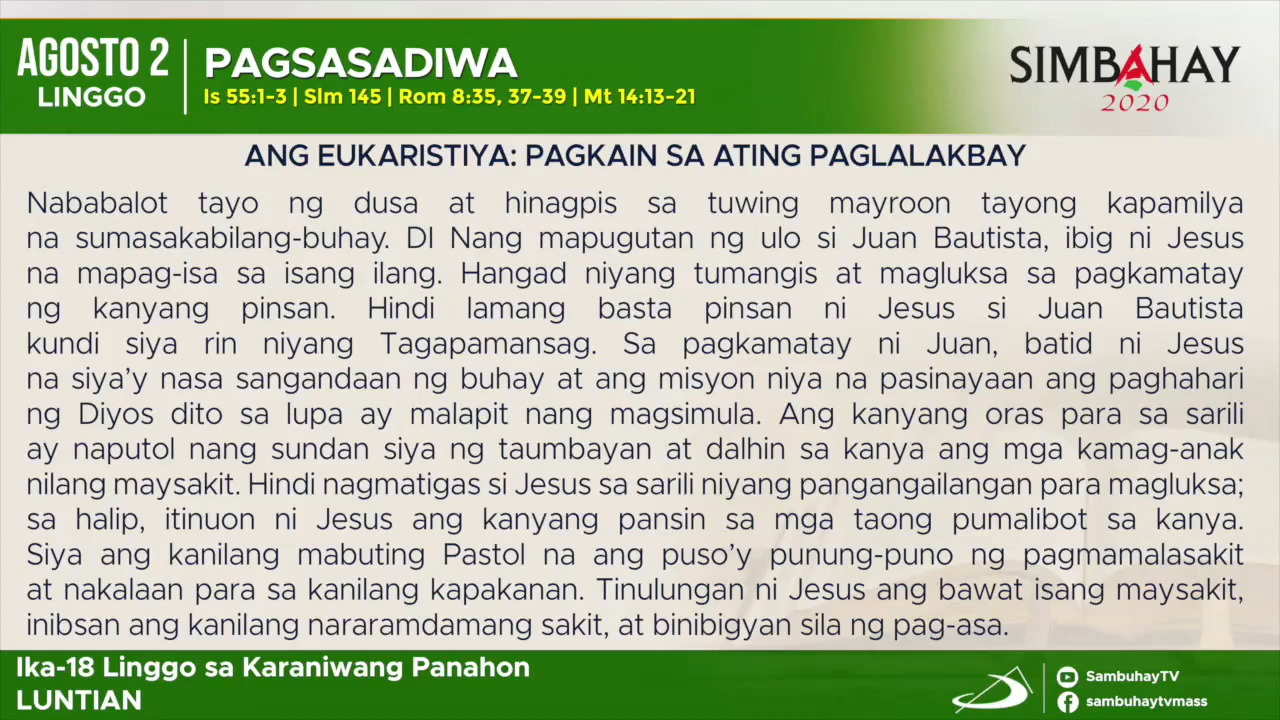 AGOSTO 2
LINGGO
PAGSASADIWA
Is 55:1-3 | Slm 145 | Rom 8:35, 37-39 | Mt 14:13-21
SIMBAHAY
2020
ANG EUKARISTIYA: PAGKAIN SA ATING PAGLALAKBAY
Nababalot tayo ng dusa at hinagpis sa tuwing mayroon tayong kapamilya
na sumasakabilang-buhay. DI Nang mapugutan ng ulo si Juan Bautista, ibig ni Jesus
na mapag-isa sa isang ilang. Hangad niyang tumangis at magluksa sa pagkamatay
ng kanyang pinsan. Hindi lamang basta pinsan ni Jesus si Juan Bautista
kundi siya rin niyang Tagapamansag. Sa pagkamatay ni Juan, batid ni Jesus
na siya’y nasa sangandaan ng buhay at ang misyon niya na pasinayaan ang paghahari
ng Diyos dito sa lupa ay malapit nang magsimula. Ang kanyang oras para sa sarili
ay naputol nang sundan siya ng taumbayan at dalhin sa kanya ang mga kamag-anak
nilang maysakit. Hindi nagmatigas si Jesus sa sarili niyang pangangailangan para magluksa;
sa halip, itinuon ni Jesus ang kanyang pansin sa mga taong pumalibot sa kanya.
Siya ang kanilang mabuting Pastol na ang puso’y punung-puno ng pagmamalasakit
at nakalaan para sa kanilang kapakanan. Tinulungan ni Jesus ang bawat isang maysakit,
inibsan ang kanilang nararamdamang sakit, at binibigyan sila ng pag-asa.
Ika-18 Linggo sa Karaniwang Panahon
LUNTIAN
SambuhayTV
sambuhaytvmass